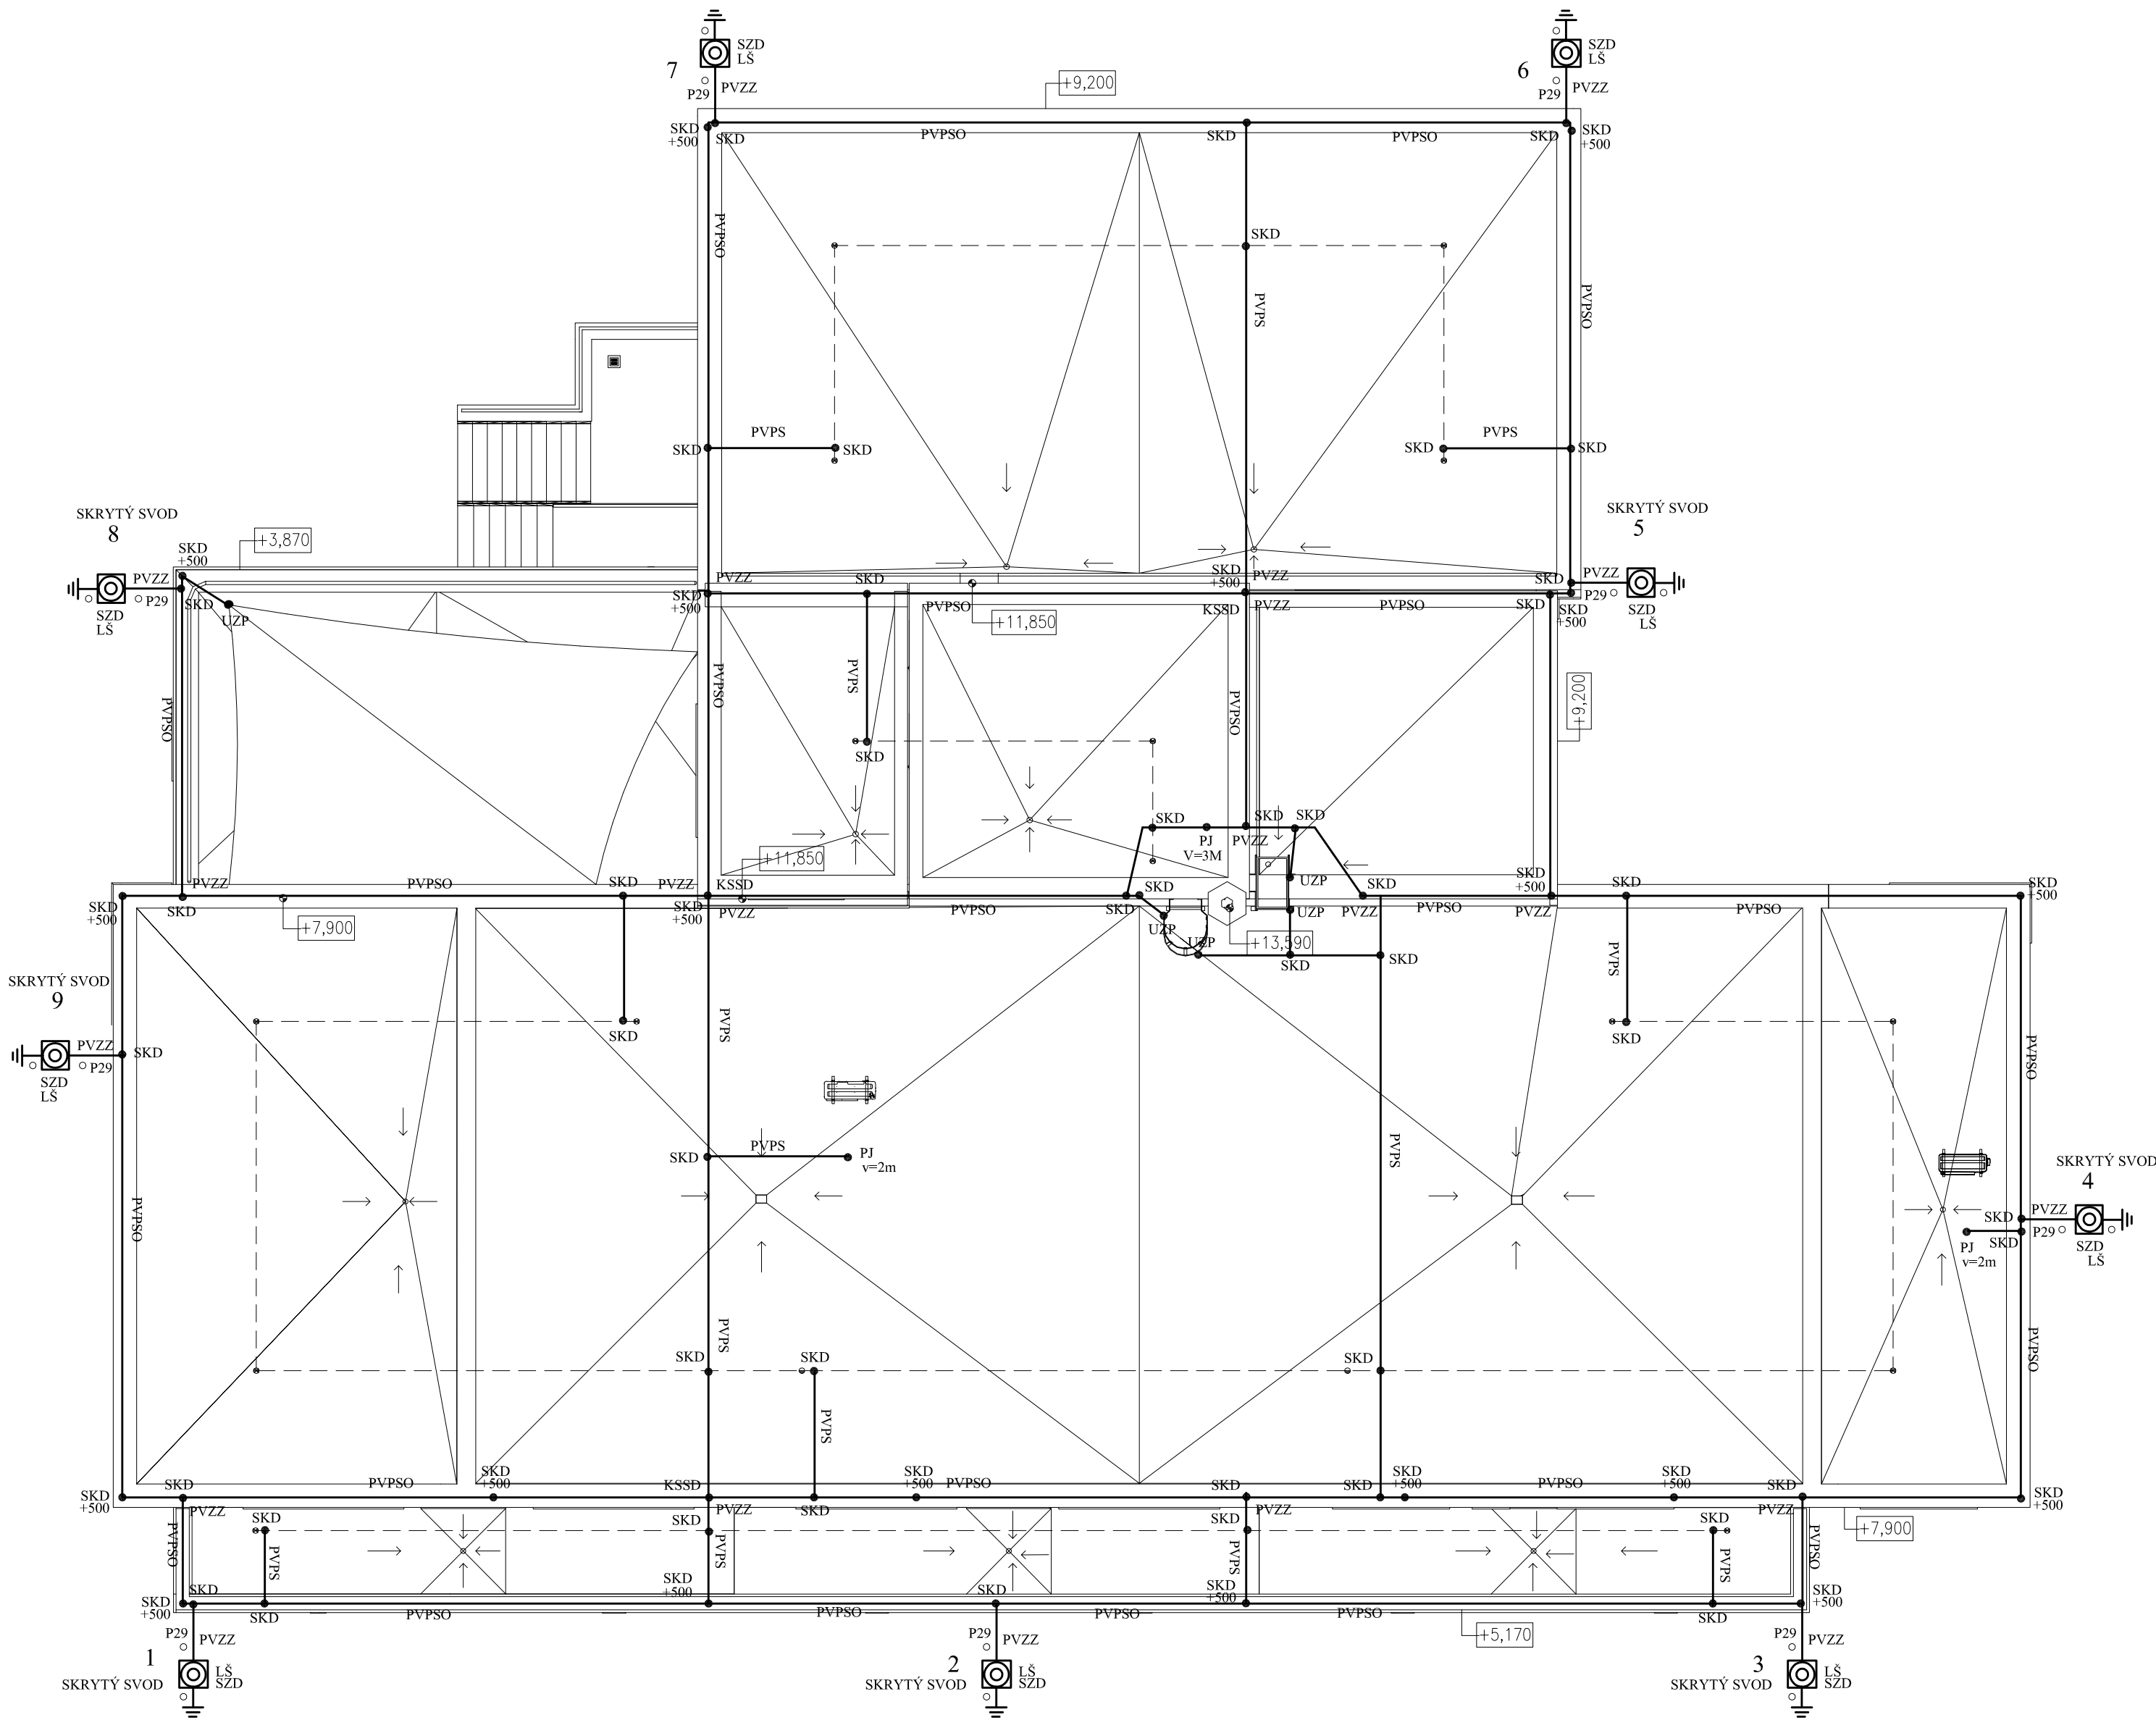 SZD
LŠ
7
P29
PVZZ
SZD
LŠ
6
P29
PVZZ
+9,200
SKD
+500
SKD
PVPSO
SKD
PVPSO
SKD
SKD
+500
PVPSO
SKD
PVPS
PVPSO
PVPS
SKD
SKD
PVPS
SKD
SKD
SKRYTÝ SVOD
8
+3,870
SKD
+500
PVZZ
P29
SZD
LŠ
SKD
UZP
SKRYTÝ SVOD
5
PVZZ
P29
SZD
LŠ
SKD
+500
PVZZ
SKD
SKD
+500
PVZZ
SKD
SKD
+500
PVPSO
+11,850
KSSD
PVZZ
PVPSO
SKD
PVPSO
PVPSO
PVPS
SKD
PVPSO
+9,200
SKD
PJ
V=3M
SKD
PVZZ
SKD
+11,850
UZP
SKD
+500
PVZZ
PVPSO
SKD
PVZZ
KSSD
SKD
SKD
SKD
SKD
+500
SKD
+500
SKD
SKD
+500
PVZZ
PVPSO
SKD
UZP
PVZZ
PVPSO
PVZZ
PVPSO
+7,900
UZP
UZP
+13,590
SKD
SKD
PVPS
SKRYTÝ SVOD
9
PVZZ
P29
SZD
LŠ
SKD
SKD
PVPS
SKD
PVPSO
PVPS
PVPS
SKD
PJ
v=2m
PVPS
SKRYTÝ SVOD
4
PVZZ
P29
SZD
LŠ
SKD
SKD
PJ
v=2m
PVPSO
PVPS
PVPSO
SKD
SKD
SKD
PVPS
SKD
+500
SKD
PVPSO
SKD
+500
KSSD
SKD
SKD
+500
PVPSO
SKD
SKD
SKD
+500
PVPSO
SKD
+500
SKD
SKD
+500
PVZZ
PVZZ
PVZZ
PVZZ
+7,900
PVPSO
SKD
PVPS
SKD
PVPS
SKD
PVPS
PVPS
PVPSO
SKD
+500
SKD
SKD
SKD
+500
SKD
SKD
+500
SKD
SKD
+500
PVPSO
PVPSO
PVPSO
PVPSO
+5,170
P29
PVZZ
1
SKRYTÝ SVOD
LŠ
SZD
P29
PVZZ
2
SKRYTÝ SVOD
LŠ
SZD
P29
PVZZ
3
SKRYTÝ SVOD
LŠ
SZD